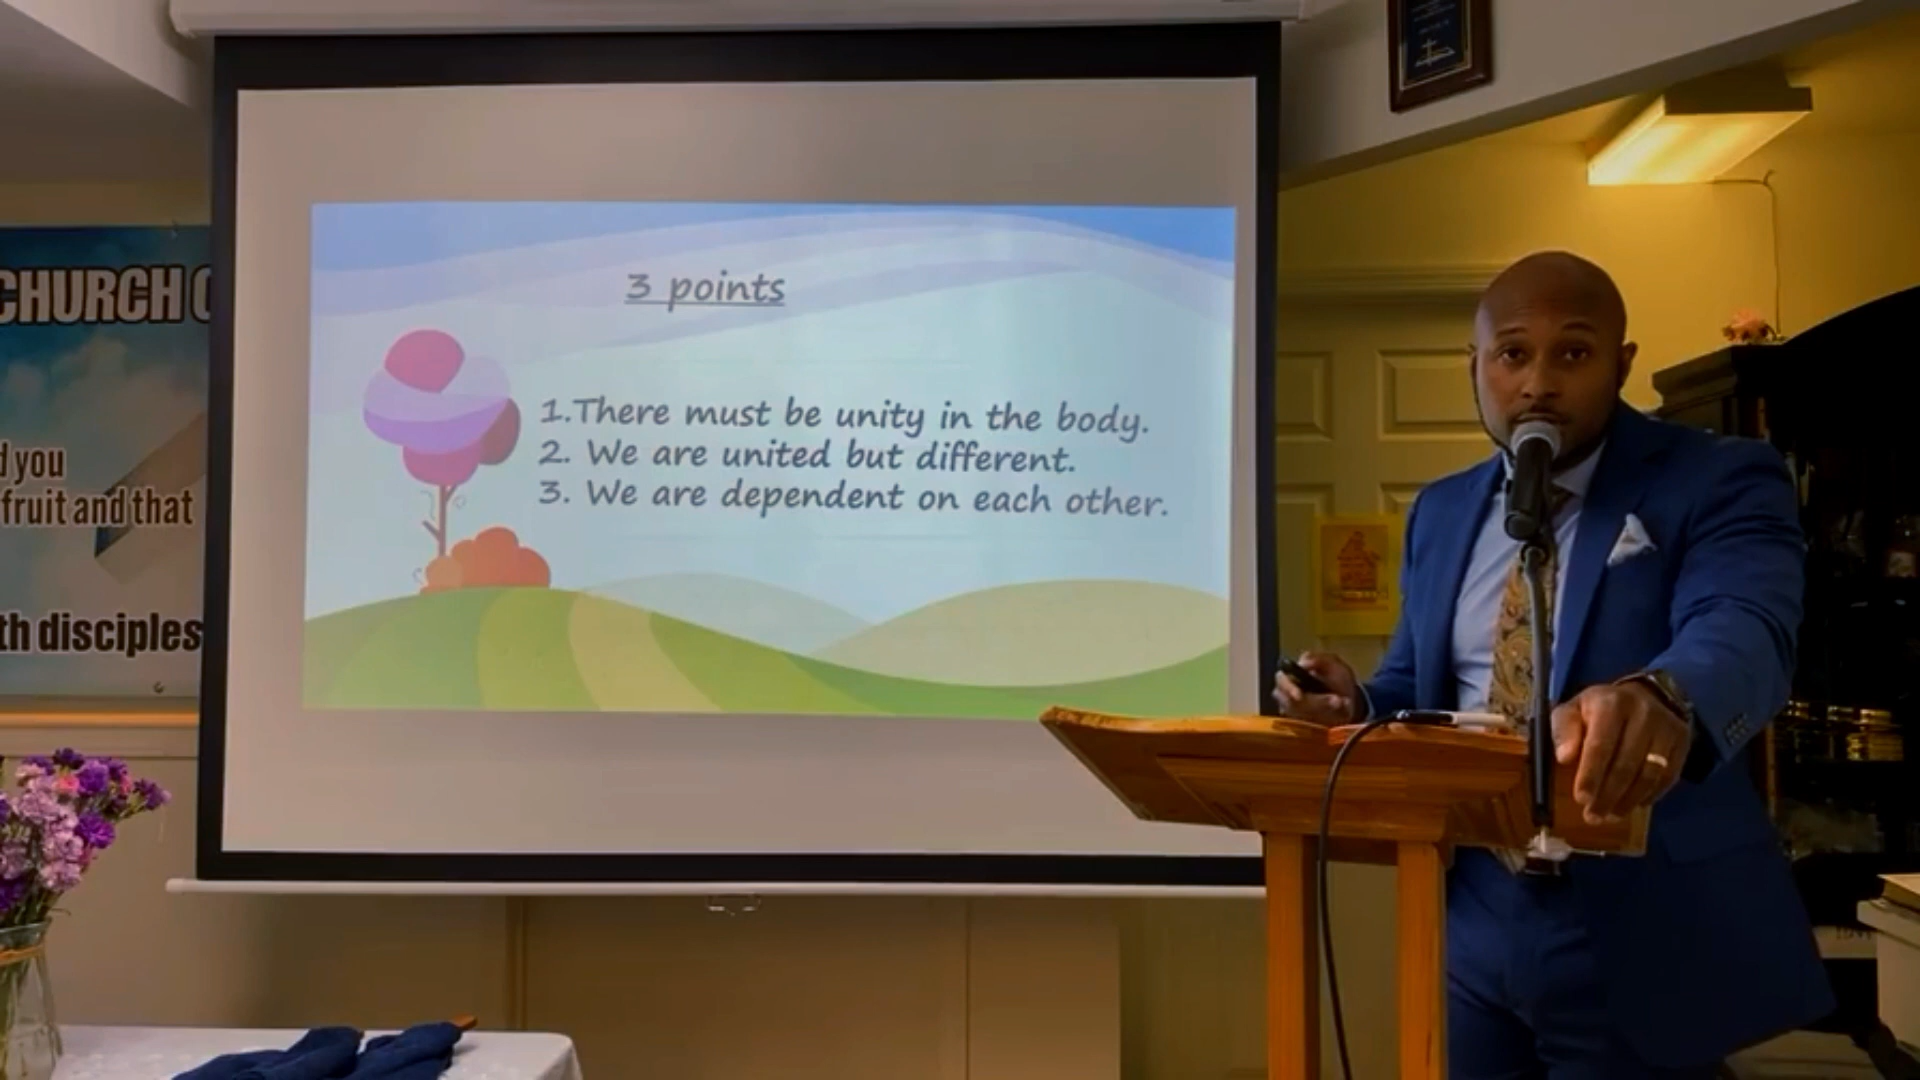 3 points
1.There must be unity in the body.
2. We are united but different.
3. We are dependent on each other.
CHURCH
you
fruit and that
disciples